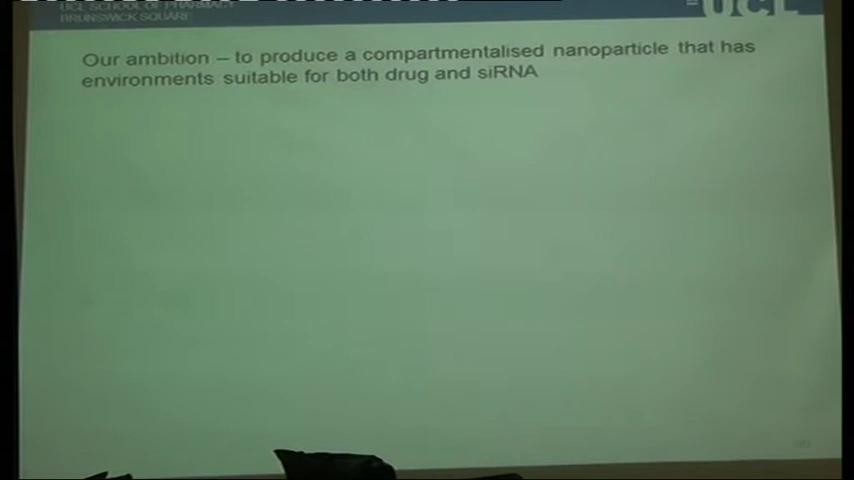 UCL SCHOOL OF PHARMACY
BRUNSWICK SQUARE
UCL
Our ambition – to produce a compartmentalised nanoparticle that has
environments suitable for both drug and siRNA